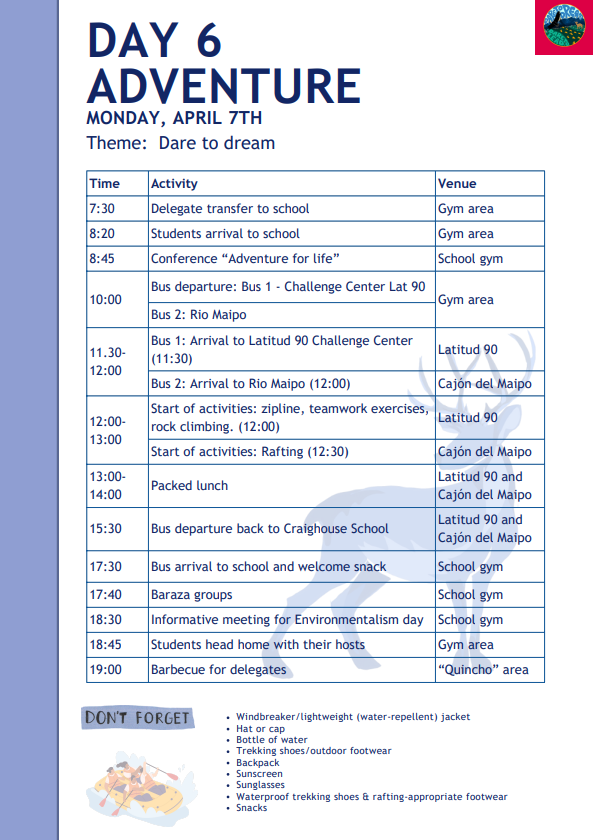 DAY 6
ADVENTURE
MONDAY, APRIL 7TH
Theme: Dare to dream
Time Activity Venue
7:30 Delegate transfer to school Gym area
8:20 Students arrival to school Gym area
8:45 Conference “Adventure for life” School gym
10:00 Bus departure: Bus 1 - Challenge Center Lat 90 Gym area
Bus 2: Rio Maipo
11.30-
12:00
Bus 1: Arrival to Latitud 90 Challenge Center
(11:30)
Latitud 90
Bus 2: Arrival to Rio Maipo (12:00) Cajón del Maipo
12:00-
13:00
Start of activities: zipline, teamwork exercises,
rock climbing. (12:00)
Latitud 90
Start of activities: Rafting (12:30) Cajón del Maipo
13:00-
14:00
Packed lunch
Latitud 90 and
Cajón del Maipo
15:30 Bus departure back to Craighouse School
Latitud 90 and
Cajón del Maipo
17:30 Bus arrival to school and welcome snack School gym
17:40 Baraza groups School gym
18:30 Informative meeting for Environmentalism day School gym
18:45 Students head home with their hosts Gym area
19:00 Barbecue for delegates “Quincho” area
DON'T FORGET
• Windbreaker/lightweight (water-repellent) jacket
• Hat or cap
• Bottle of water
• Trekking shoes/outdoor footwear
• Backpack
• Sunscreen
• Sunglasses
• Waterproof trekking shoes & rafting-appropriate footwear
• Snacks